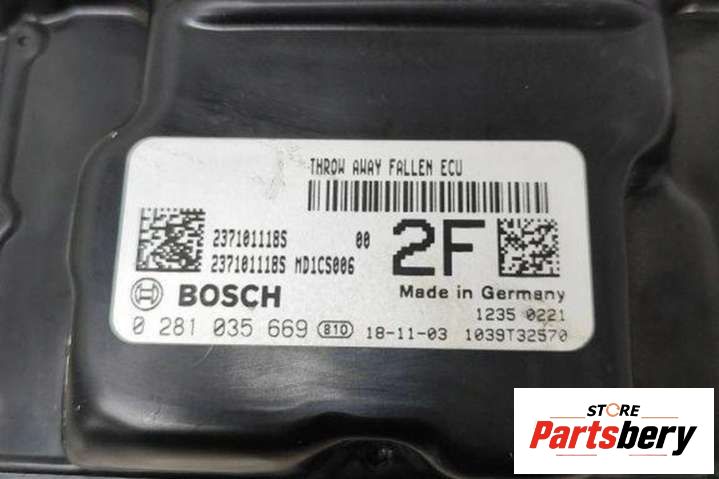 THROW AWAY FALLEN ECU
237101118S 00
237101118S MD1CS006
2F
BOSCH
Made in Germany
1235 0221
0 281 035 669 810 18-11-03 1039T32570
STORE
Partsbery